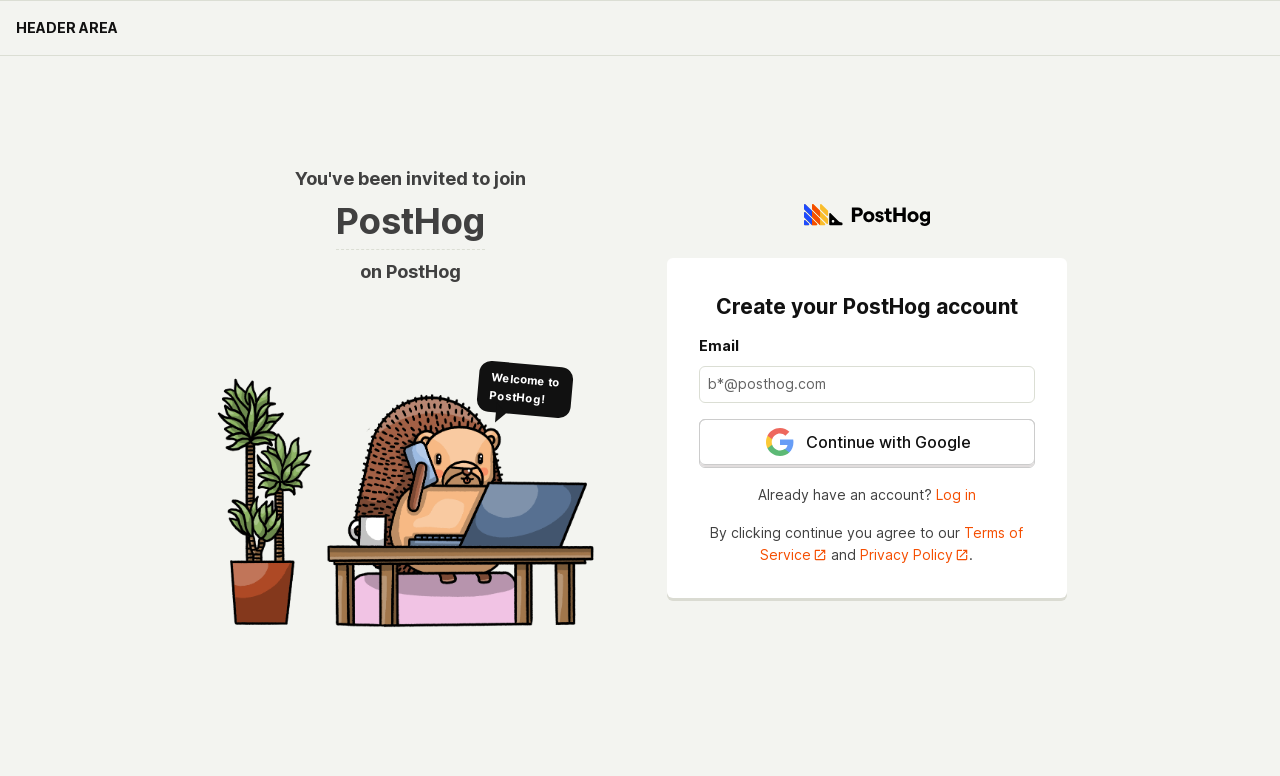 HEADER AREA
You've been invited to join
PostHog
on PostHog
Welcome to
PostHog!
PostHog
Create your PostHog account
Email
b*@posthog.com
Continue with Google
Already have an account? Log in
By clicking continue you agree to our Terms of
Service and Privacy Policy.